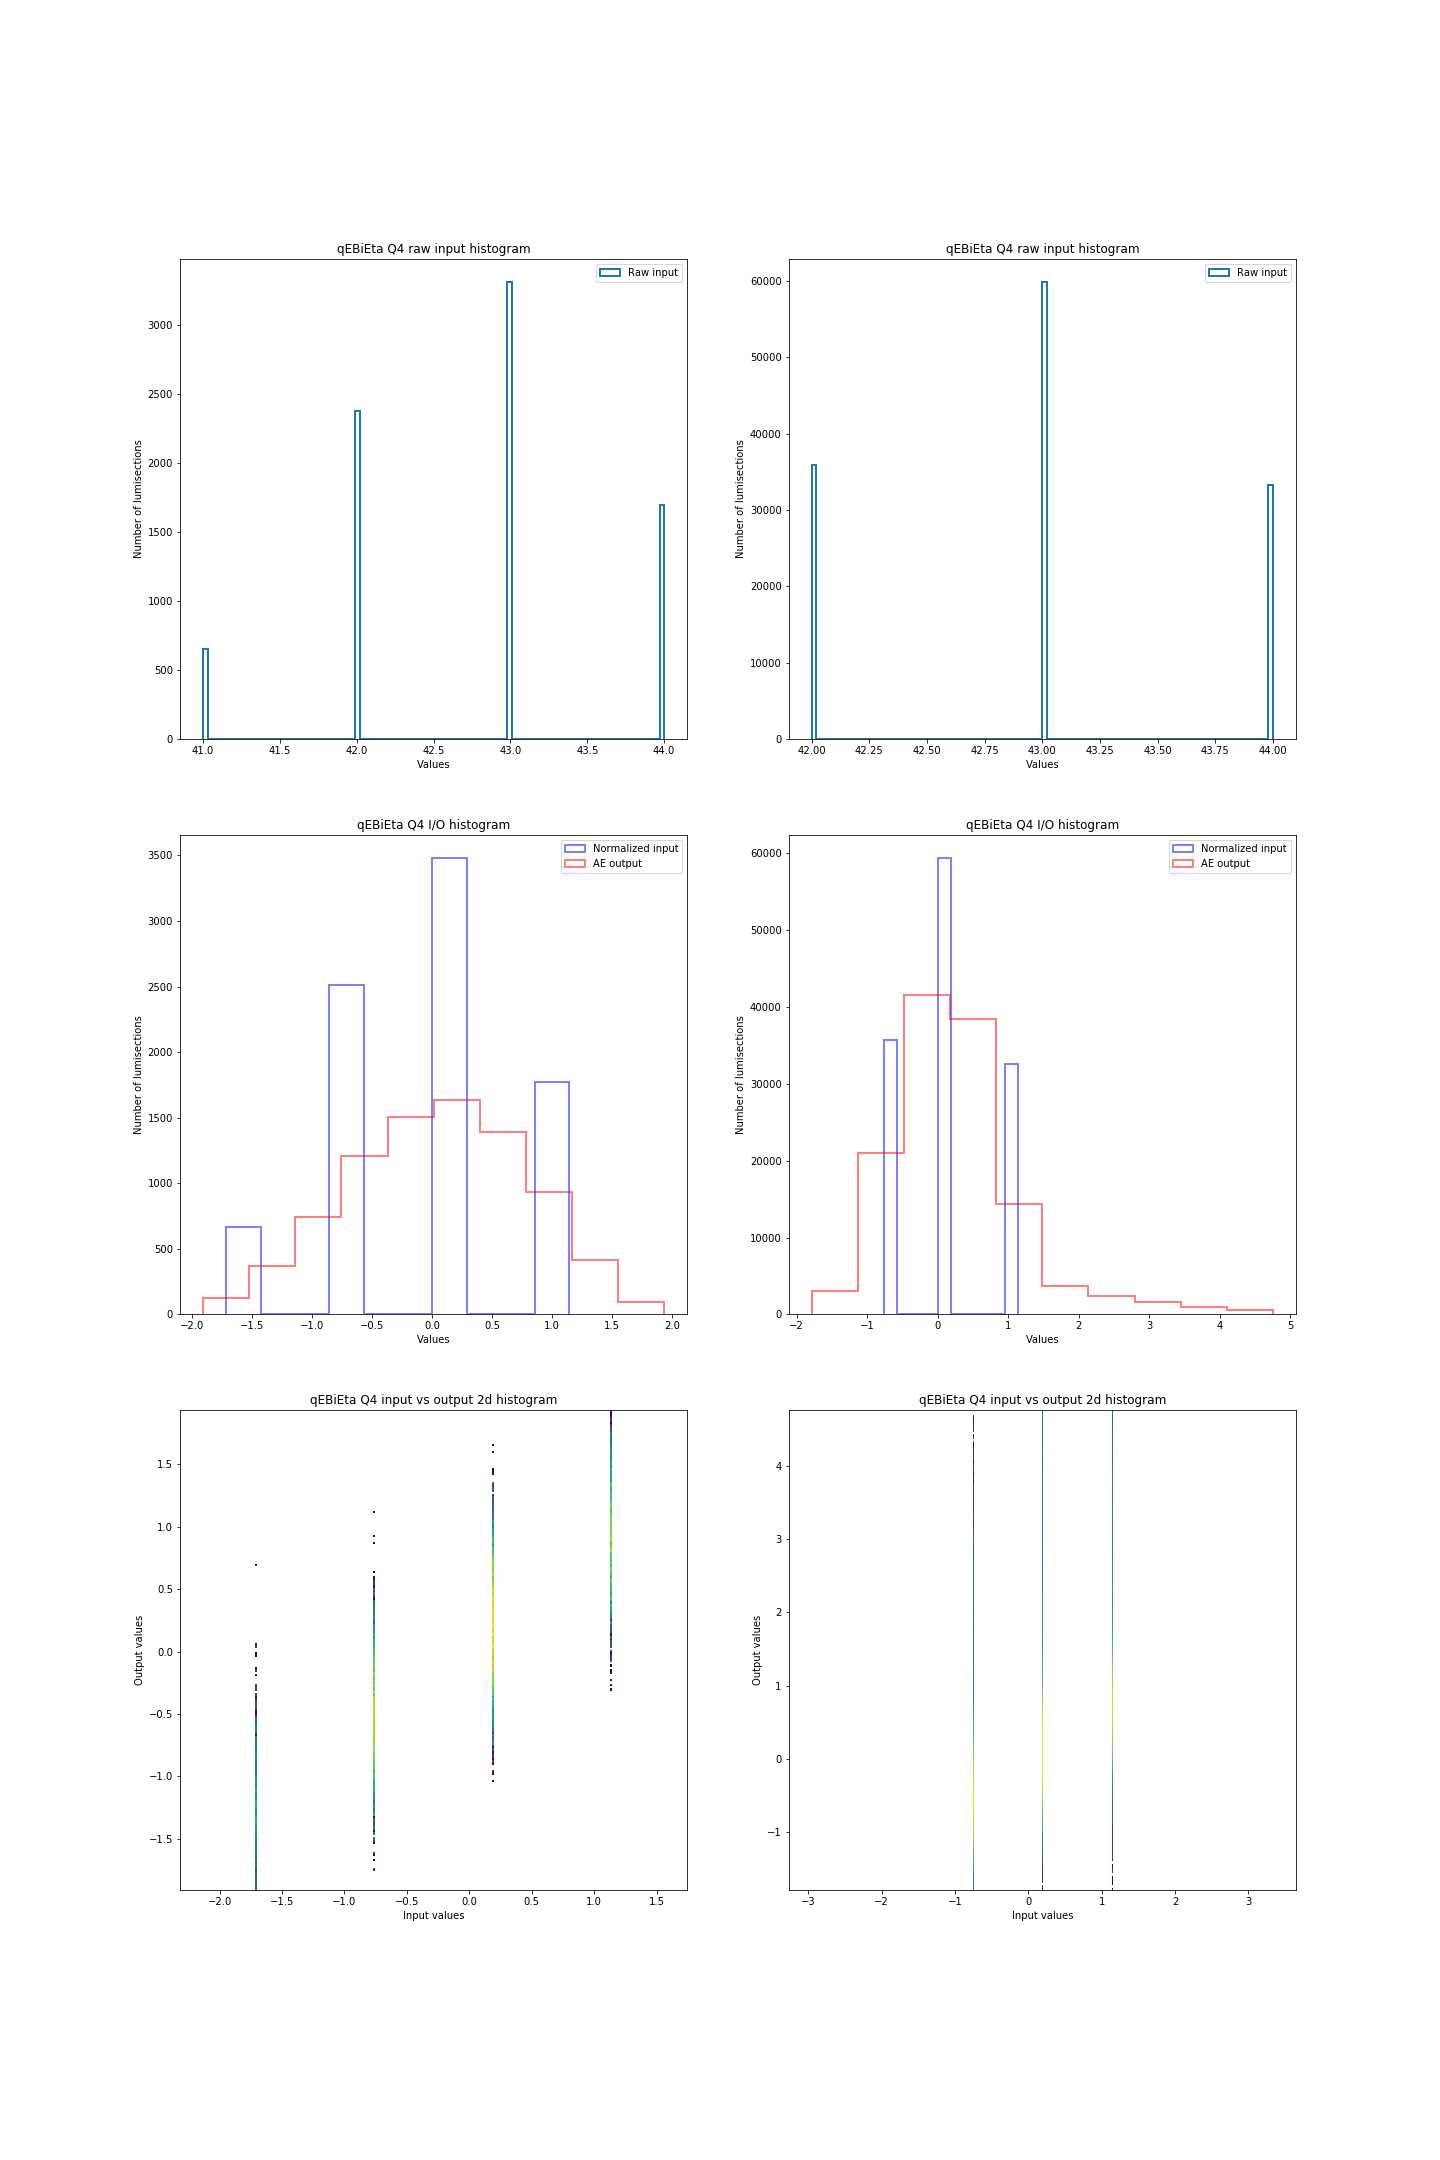 qEBiEta Q4 raw input histogram
Raw input
Number of lumisections
0
500
1000
1500
2000
2500
3000
41.0 41.5 42.0 42.5 43.0 43.5 44.0
Values
qEBiEta Q4 raw input histogram
Raw input
Number of lumisections
0
10000
20000
30000
40000
50000
60000
42.00 42.25 42.50 42.75 43.00 43.25 43.50 43.75 44.00
Values
qEBiEta Q4 I/O histogram
Normalized input
AE output
Number of lumisections
0
500
1000
1500
2000
2500
3000
3500
−2.0 −1.5 −1.0 −0.5 0.0 0.5 1.0 1.5 2.0
Values
qEBiEta Q4 I/O histogram
Normalized input
AE output
Number of lumisections
0
10000
20000
30000
40000
50000
60000
−2 −1 0 1 2 3 4 5
Values
qEBiEta Q4 input vs output 2d histogram
Output values
−1.5
−1.0
−0.5
0.0
0.5
1.0
1.5
−2.0 −1.5 −1.0 −0.5 0.0 0.5 1.0 1.5
Input values
qEBiEta Q4 input vs output 2d histogram
Output values
−1
0
1
2
3
4
−3 −2 −1 0 1 2 3
Input values